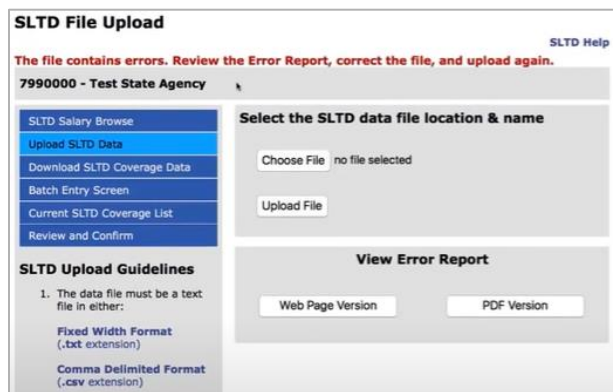 SLTD File Upload
SLTD Help
The file contains errors. Review the Error Report, correct the file, and upload again.
7990000 - Test State Agency
SLTD Salary Browse
Upload SLTD Data
Download SLTD Coverage Data
Batch Entry Screen
Current SLTD Coverage List
Review and Confirm
SLTD Upload Guidelines
1. The data file must be a text
file in either:
Fixed Width Format
(.txt extension)
Comma Delimited Format
(.csv extension)
Select the SLTD data file location & name
Choose File no file selected
Upload File
View Error Report
Web Page Version PDF Version